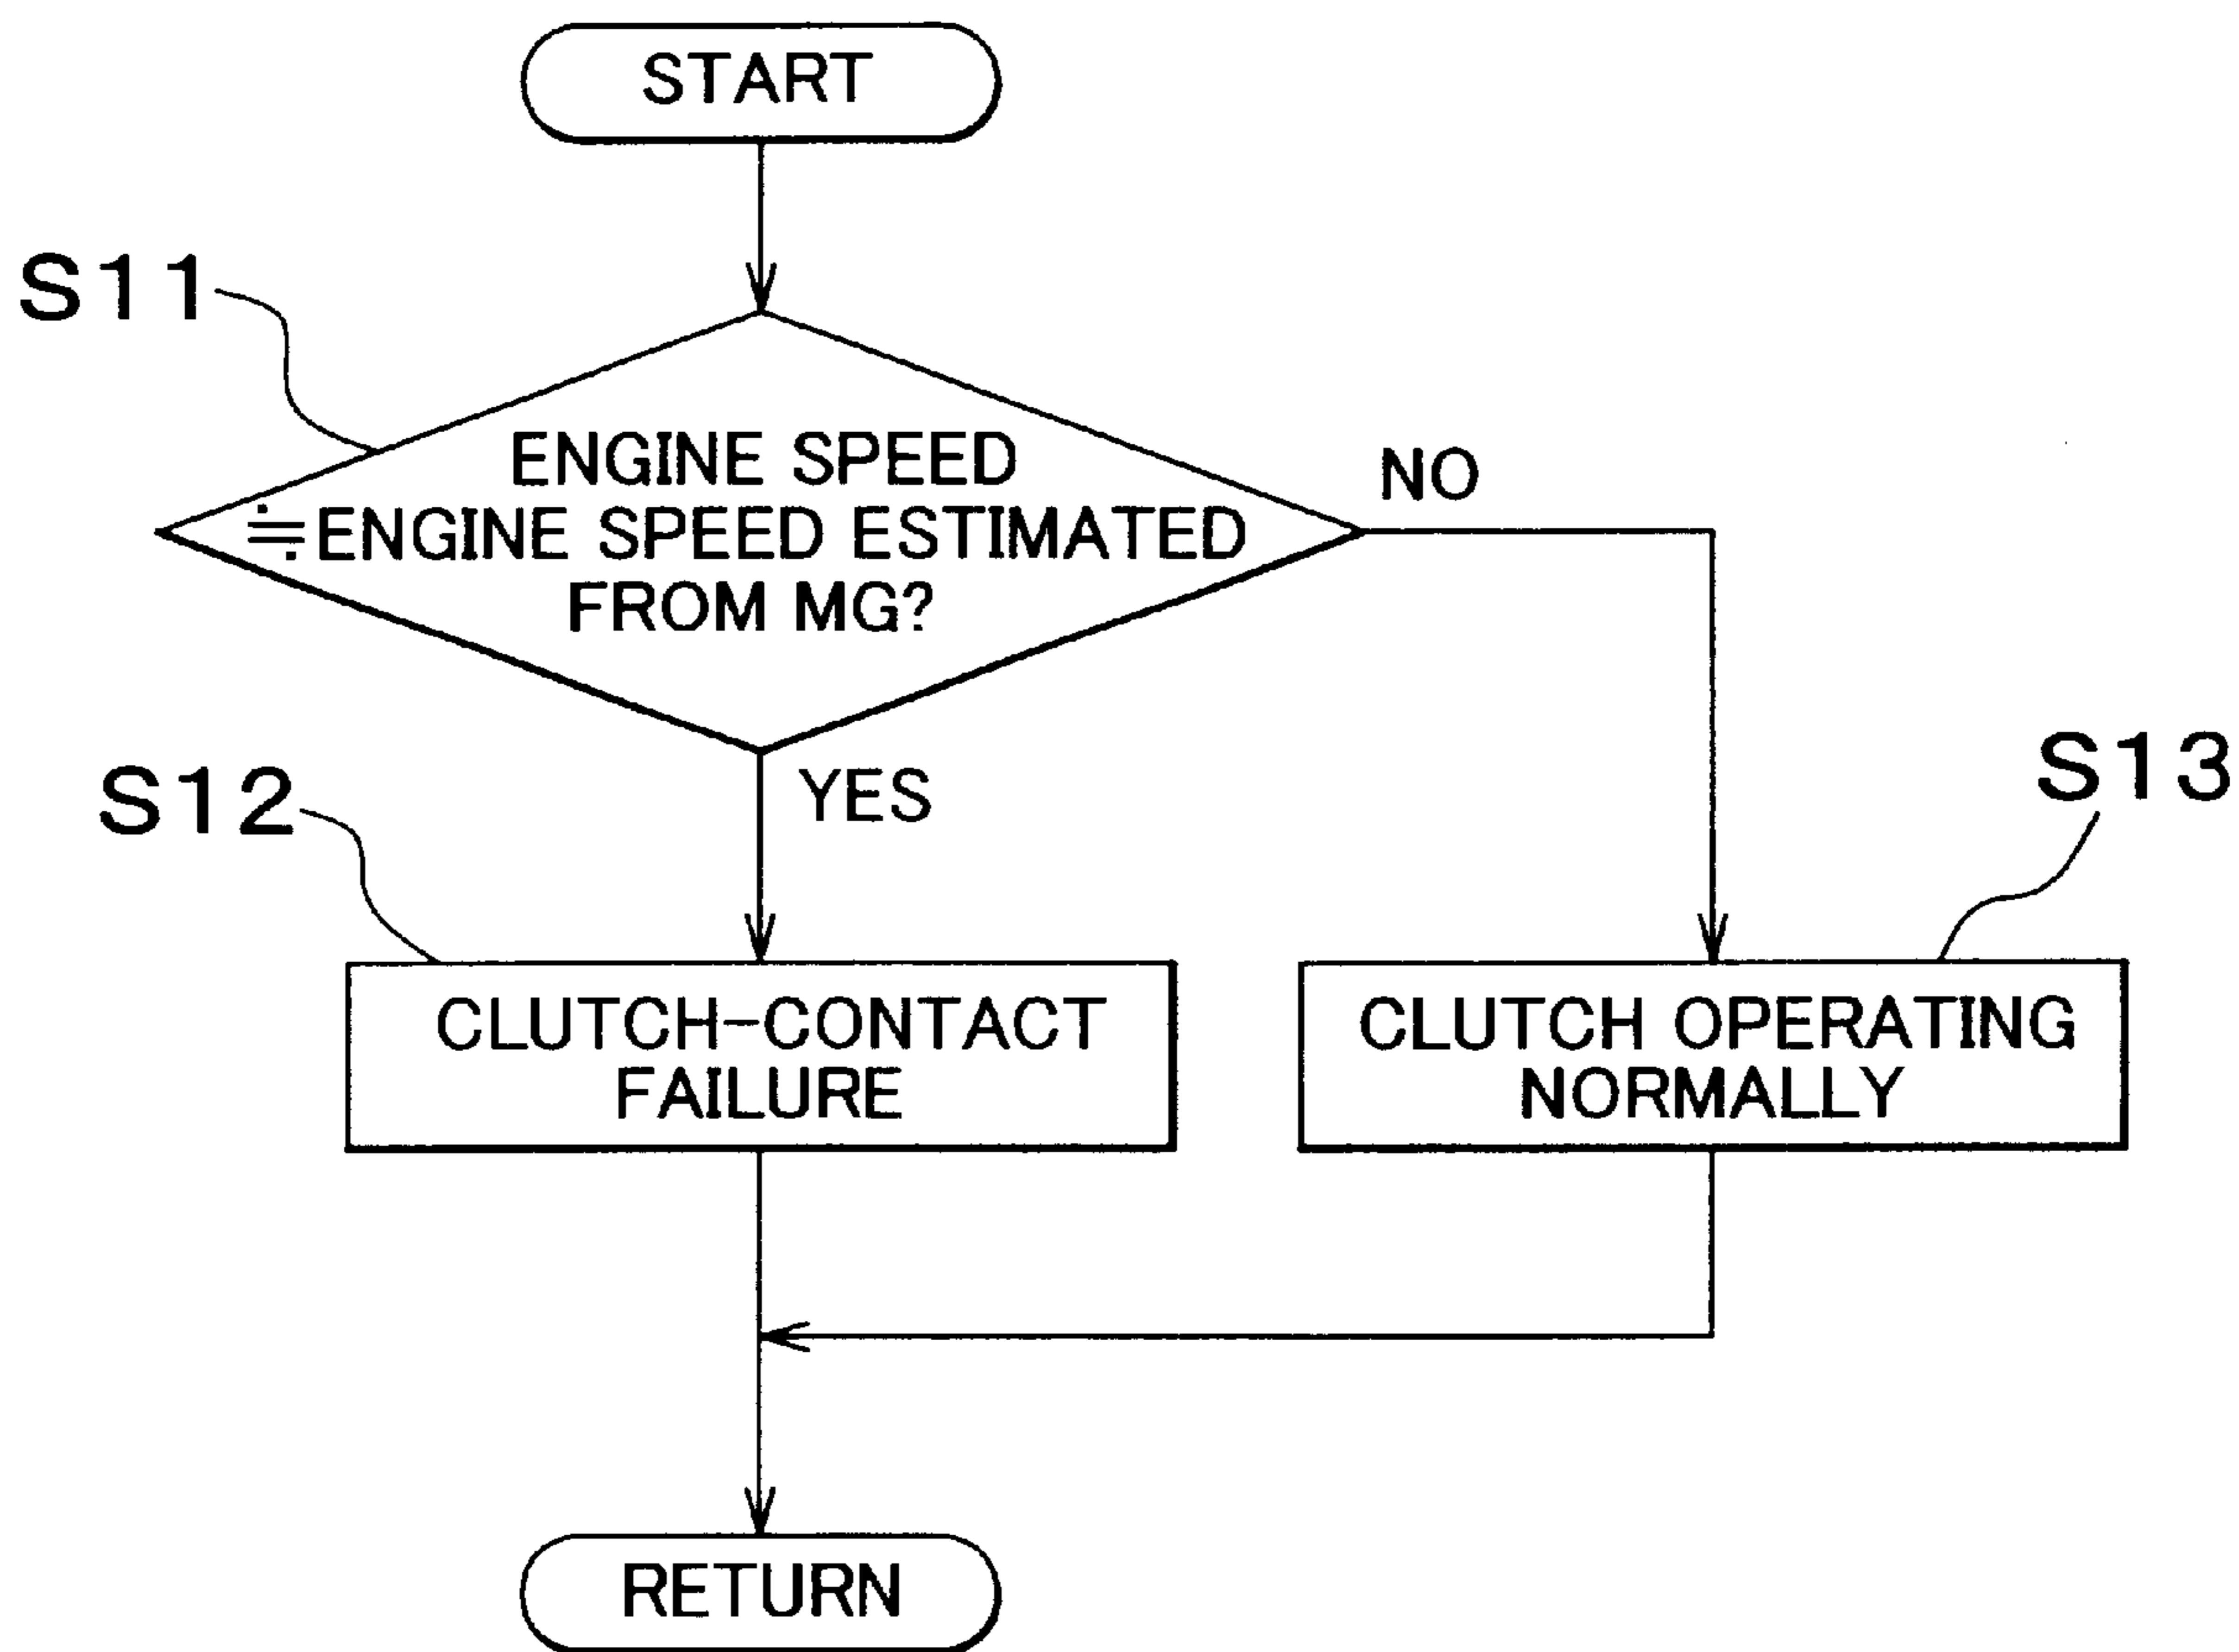 START
S11
ENGINE SPEED
≒ENGINE SPEED ESTIMATED
FROM MG?
NO
YES
S12
S13
CLUTCH-CONTACT
FAILURE
CLUTCH OPERATING
NORMALLY
RETURN